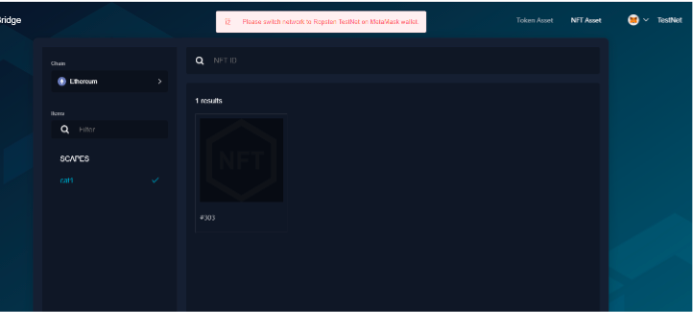 Bridge
Please switch network to Ropsten TestNet on MetaMask wallet.
Token Asset
NFT Asset
TestNet
Chain
Ethereum
NFT ID
Items
Filter
SCAPES
cat1
1 results
NFT
#303